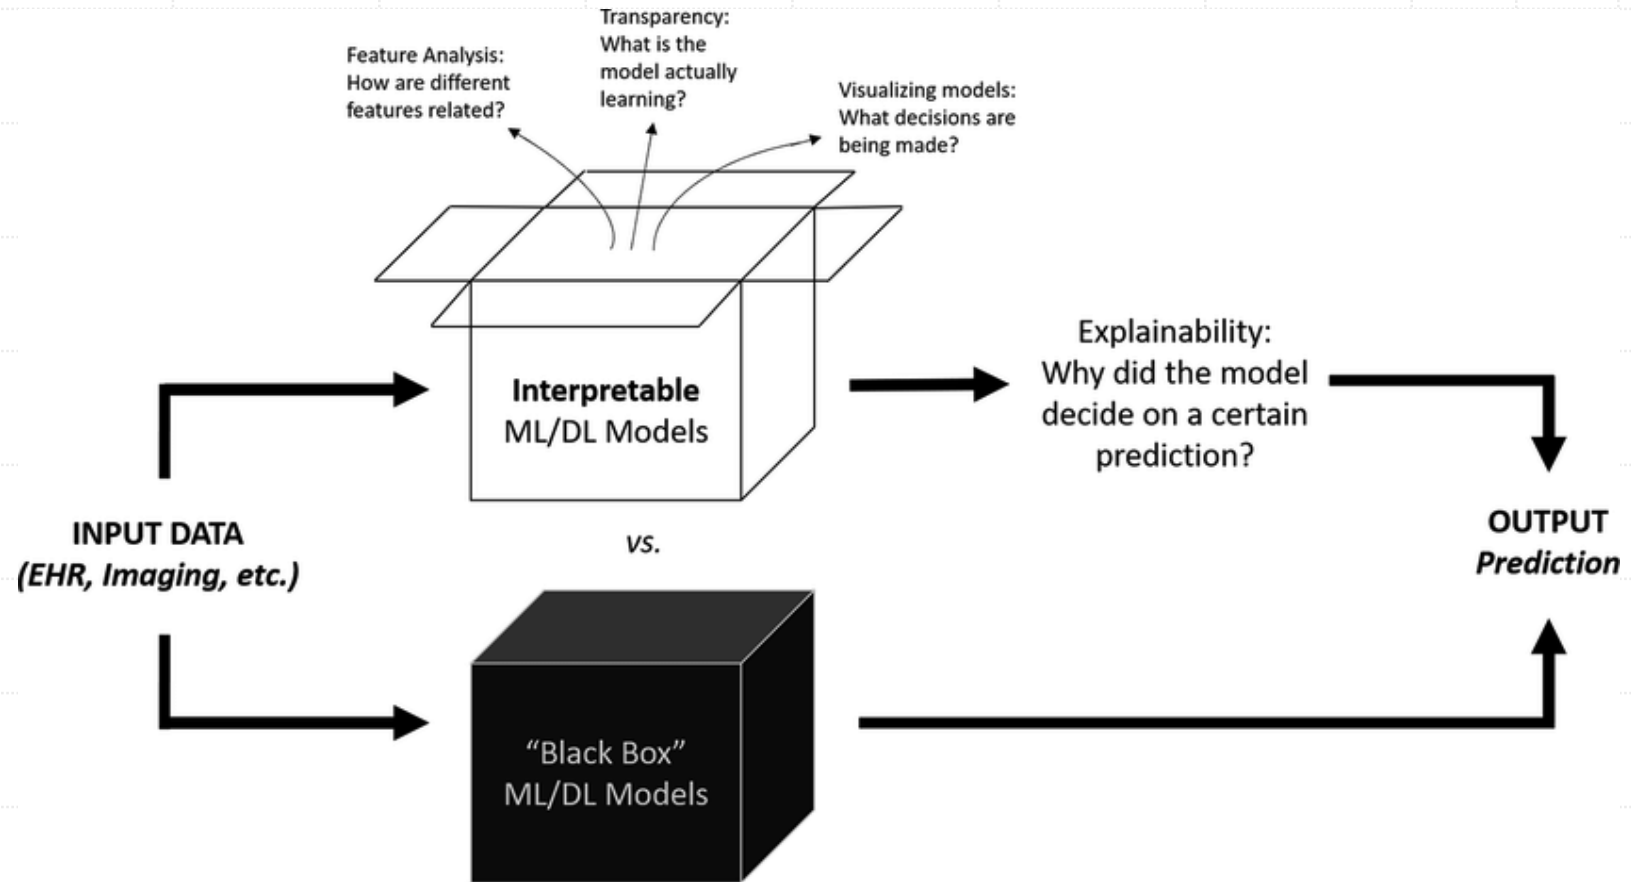 Transparency:
What is the
model actually
learning?
Feature Analysis:
How are different
features related?
Visualizing models:
What decisions are
being made?
Interpretable
ML/DL Models
Explainability:
Why did the model
decide on a certain
prediction?
INPUT DATA
(EHR, Imaging, etc.)
vs.
OUTPUT
Prediction
“Black Box”
ML/DL Models